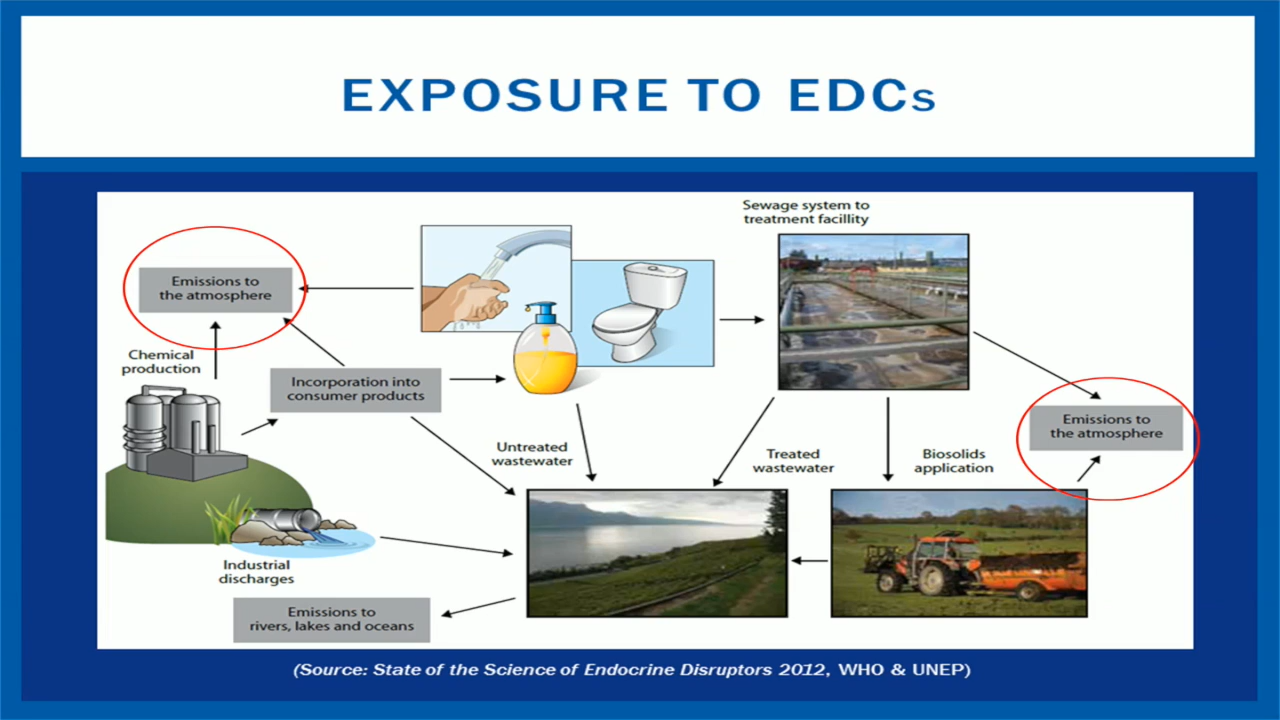 EXPOSURE TO EDCs
Sewage system to
treatment facillity
Emissions to
the atmosphere
Chemical
production
Incorporation into
consumer products
Untreated
wastewater
Treated
wastewater
Biosolids
application
Emissions to
the atmosphere
Industrial
discharges
Emissions to
rivers, lakes and oceans
(Source: State of the Science of Endocrine Disruptors 2012, WHO & UNEP)